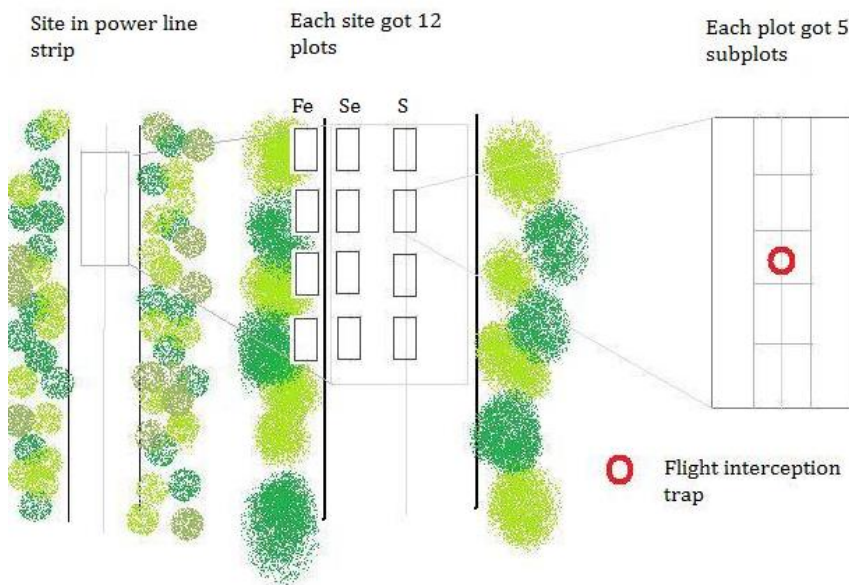 Site in power line
strip
Each site got 12
plots
Each plot got 5
subplots
Fe Se S
Flight interception
trap